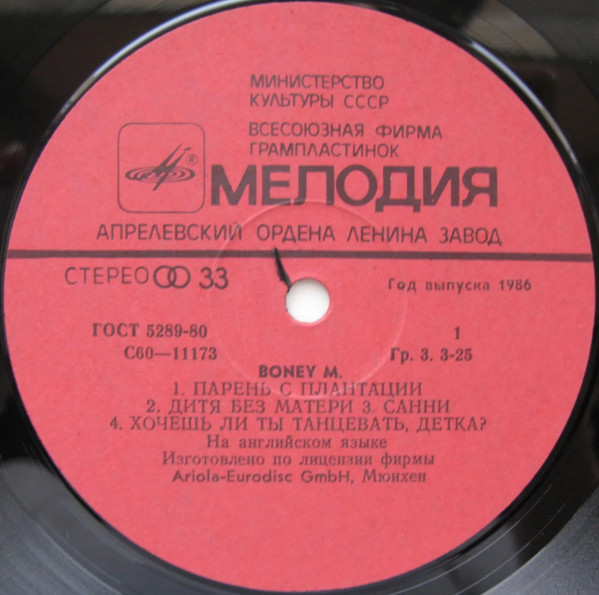 МИНИСТЕРСТВО
КУЛЬТУРЫ СССР
ВСЕСОЮЗНАЯ ФИРМА
ГРАМПЛАСТИНОК
® МЕЛОДИЯ
АПРЕЛЕВСКИЙ ОРДЕНА ЛЕНИНА ЗАВОД
СТЕРЕО 33 Год выпуска 1986
ГОСТ 5289-80 1
С60—11173 Гр. 3. 3-25
BONEY M.
1. ПАРЕНЬ С ПЛАНТАЦИИ
2. ДИТЯ БЕЗ МАТЕРИ 3. САННИ
4. ХОЧЕШЬ ЛИ ТЫ ТАНЦЕВАТЬ, ДЕТКА?
На английском языке
Изготовлено по лицензии фирмы
Ariola-Eurodisc GmbH, Мюнхен